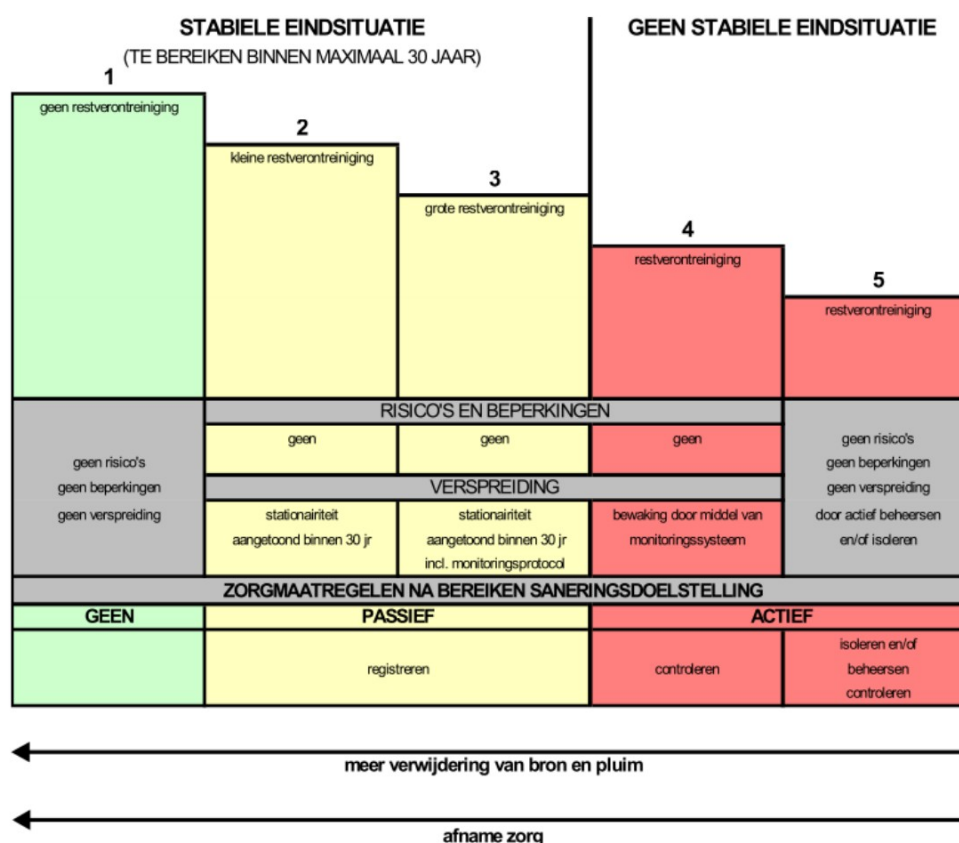 STABIELE EINDSITUATIE
(TE BEREIKEN BINNEN MAXIMAAL 30 JAAR)
GEEN STABIELE EINDSITUATIE
1
geen restverontreiniging
2
kleine restverontreiniging
3
grote restverontreiniging
4
restverontreiniging
5
restverontreiniging
RISICO'S EN BEPERKINGEN
geen
geen
geen
geen risico's
geen beperkingen
geen verspreiding
VERSPREIDING
stationairiteit
aangetoond binnen 30 jr
stationairiteit
aangetoond binnen 30 jr
incl. monitoringsprotocol
bewaking door middel van
monitoringssysteem
geen risico's
geen beperkingen
geen verspreiding
door actief beheersen
en/of isoleren
ZORGMAATREGELEN NA BEREIKEN SANERINGSDOELSTELLING
GEEN
PASSIEF
ACTIEF
registreren
controleren
isoleren en/of
beheersen
controleren
meer verwijdering van bron en pluim
afname zorg